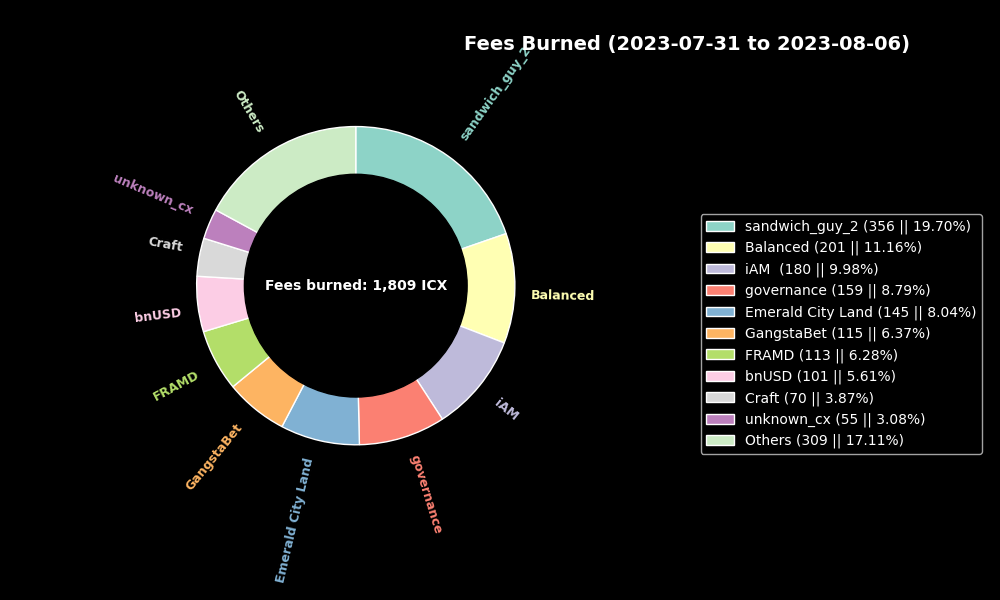 Fees Burned (2023-07-31 to 2023-08-06)
sandwich_guy_2
Others
unknown_cx
Craft
bnUSD
FRAMD
GangstaBet
Emerald City Land
governance
iAM
Balanced
Fees burned: 1,809 ICX
sandwich_guy_2 (356 || 19.70%)
Balanced (201 || 11.16%)
iAM  (180 || 9.98%)
governance (159 || 8.79%)
Emerald City Land (145 || 8.04%)
GangstaBet (115 || 6.37%)
FRAMD (113 || 6.28%)
bnUSD (101 || 5.61%)
Craft (70 || 3.87%)
unknown_cx (55 || 3.08%)
Others (309 || 17.11%)